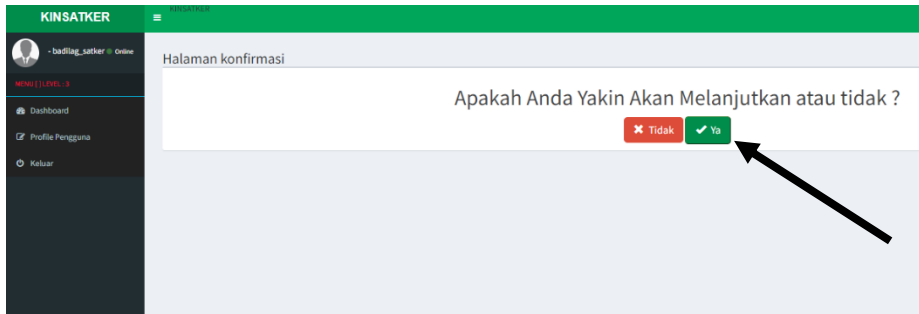 KINSATKER
KINSATKER
- badilag_satker Online
MENU ( ) LEVEL : 3
Dashboard
Profile Pengguna
Keluar
Halaman konfirmasi
Apakah Anda Yakin Akan Melanjutkan atau tidak ?
Tidak
Ya